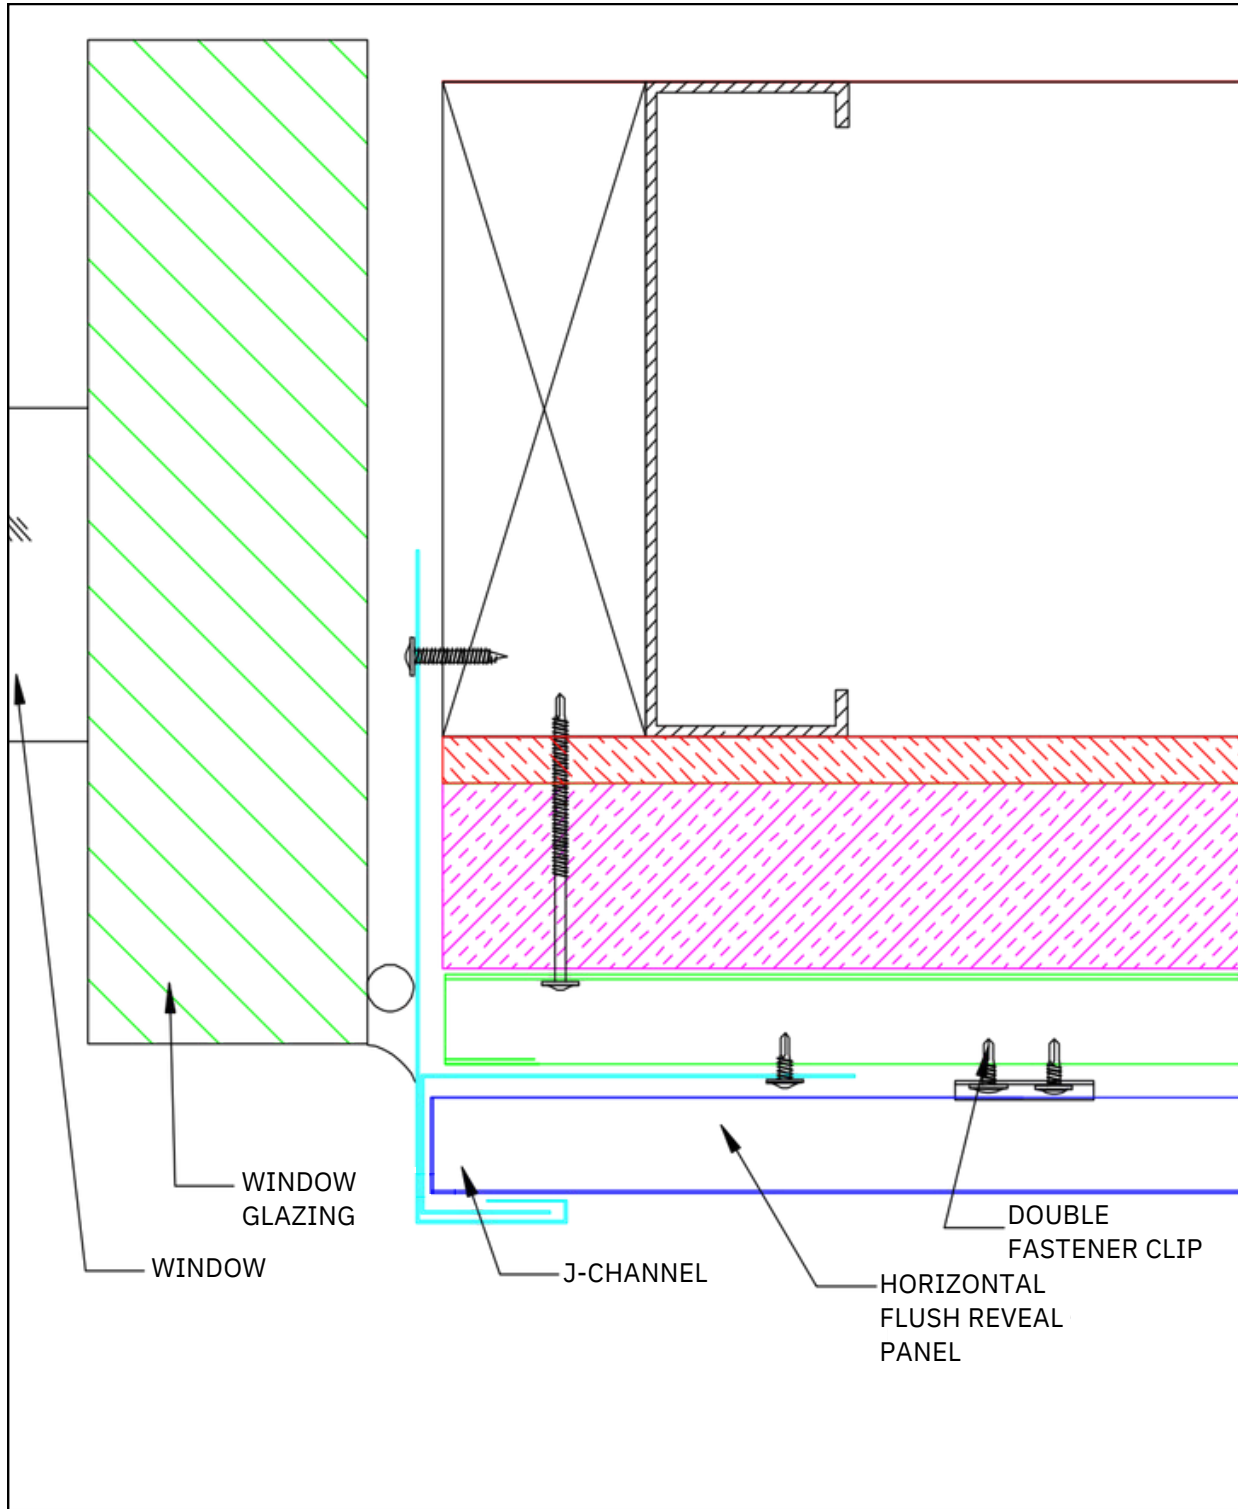 WINDOW
GLAZING
WINDOW
J-CHANNEL
DOUBLE
FASTENER CLIP
HORIZONTAL
FLUSH REVEAL
PANEL